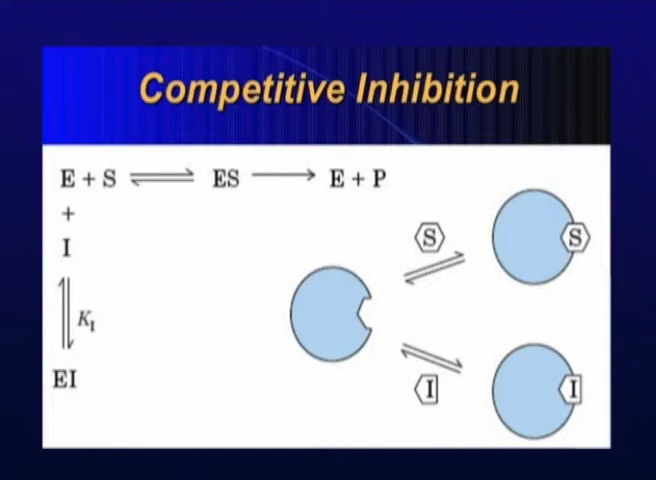 Competitive Inhibition
E + S ⇌ ES → E + P
+
I
K_I
EI
S
S
I
I